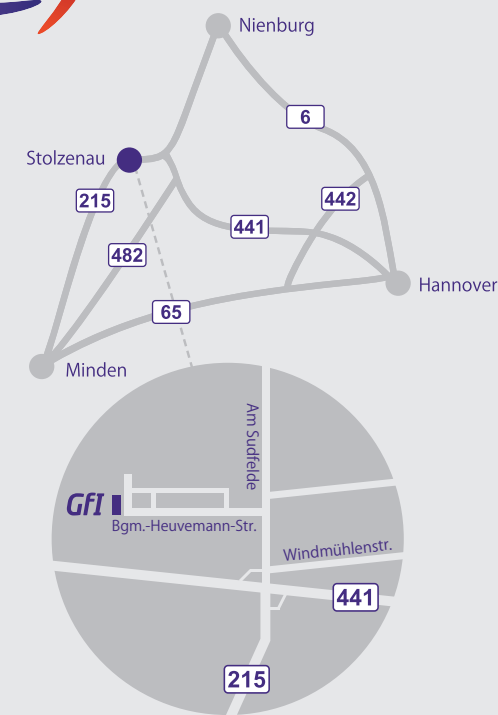 Nienburg
6
Stolzenau
215
442
441
482
Hannover
65
Minden
Am Sudfelde
GfI
Bgm.-Heuvemann-Str.
Windmühlenstr.
441
215